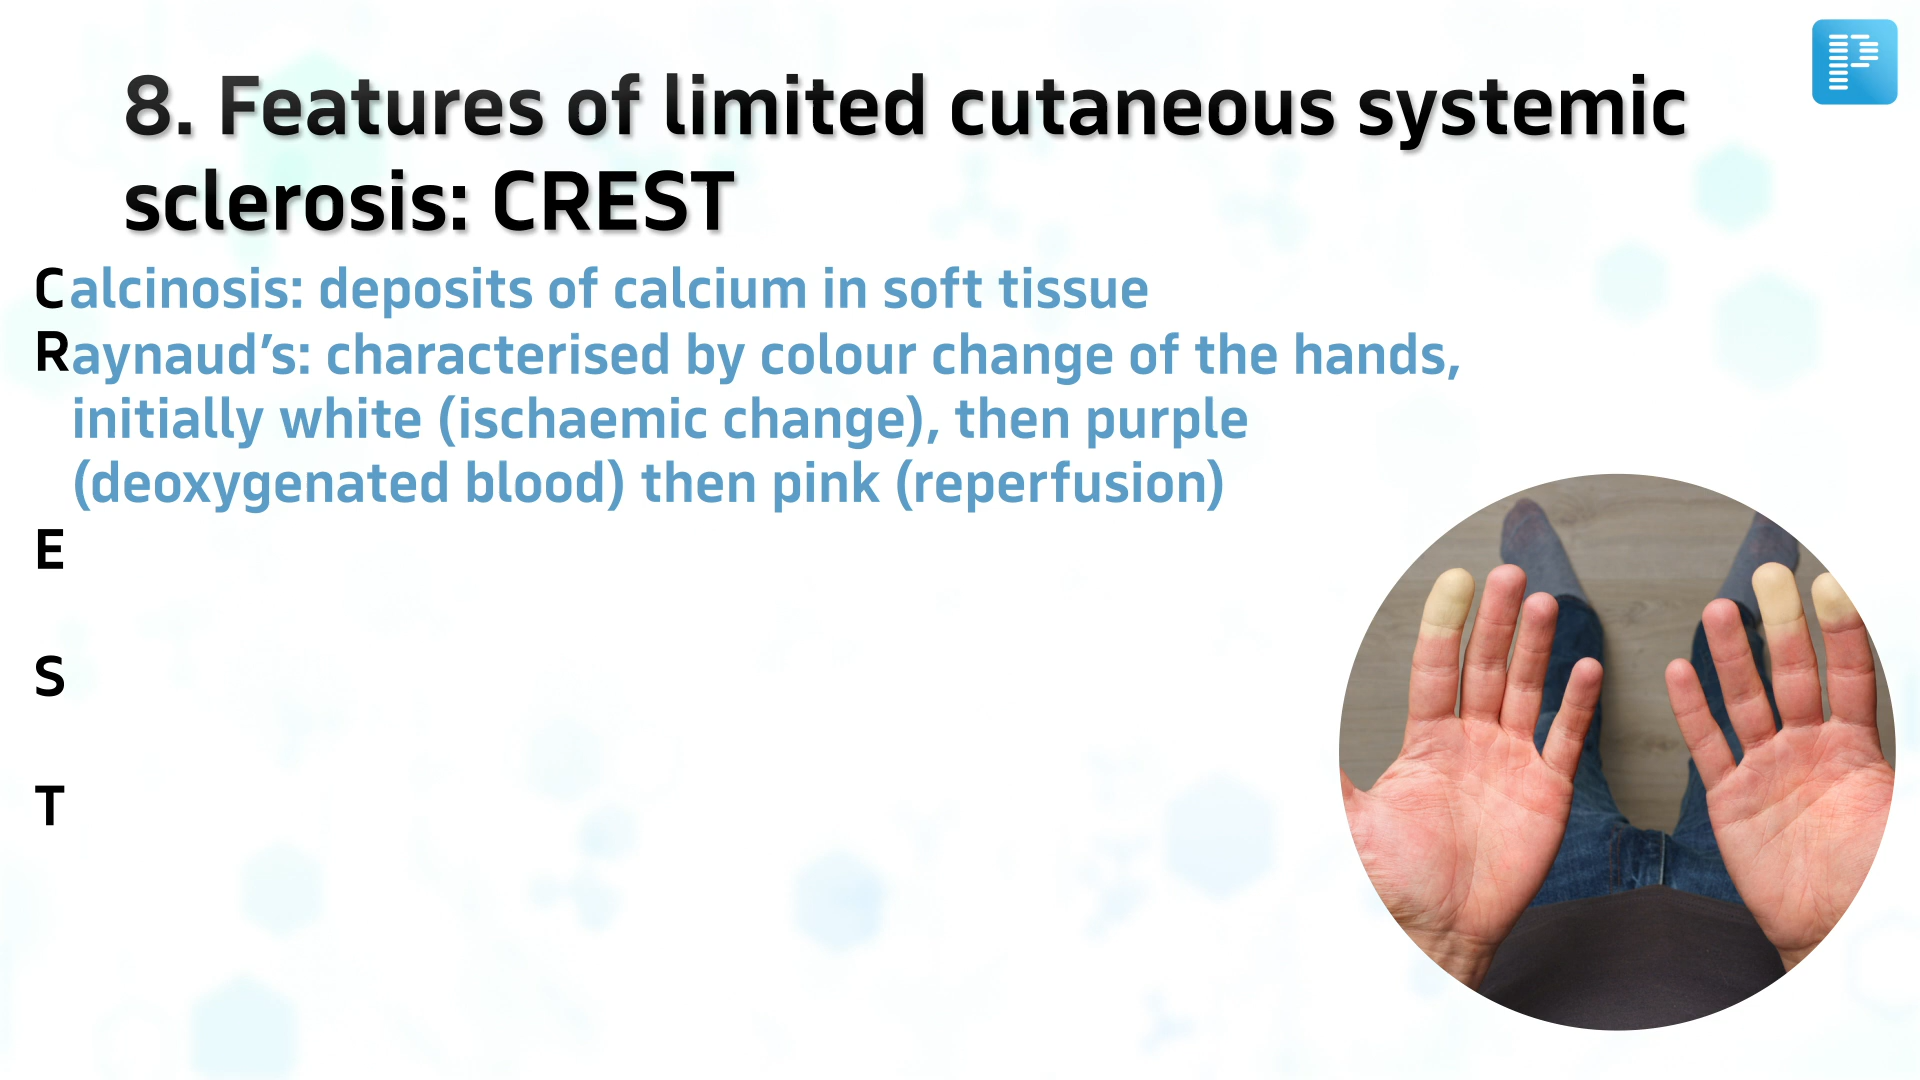 8. Features of limited cutaneous systemic
sclerosis: CREST
Calcinosis: deposits of calcium in soft tissue
Raynaud’s: characterised by colour change of the hands,
initially white (ischaemic change), then purple
(deoxygenated blood) then pink (reperfusion)
E
S
T